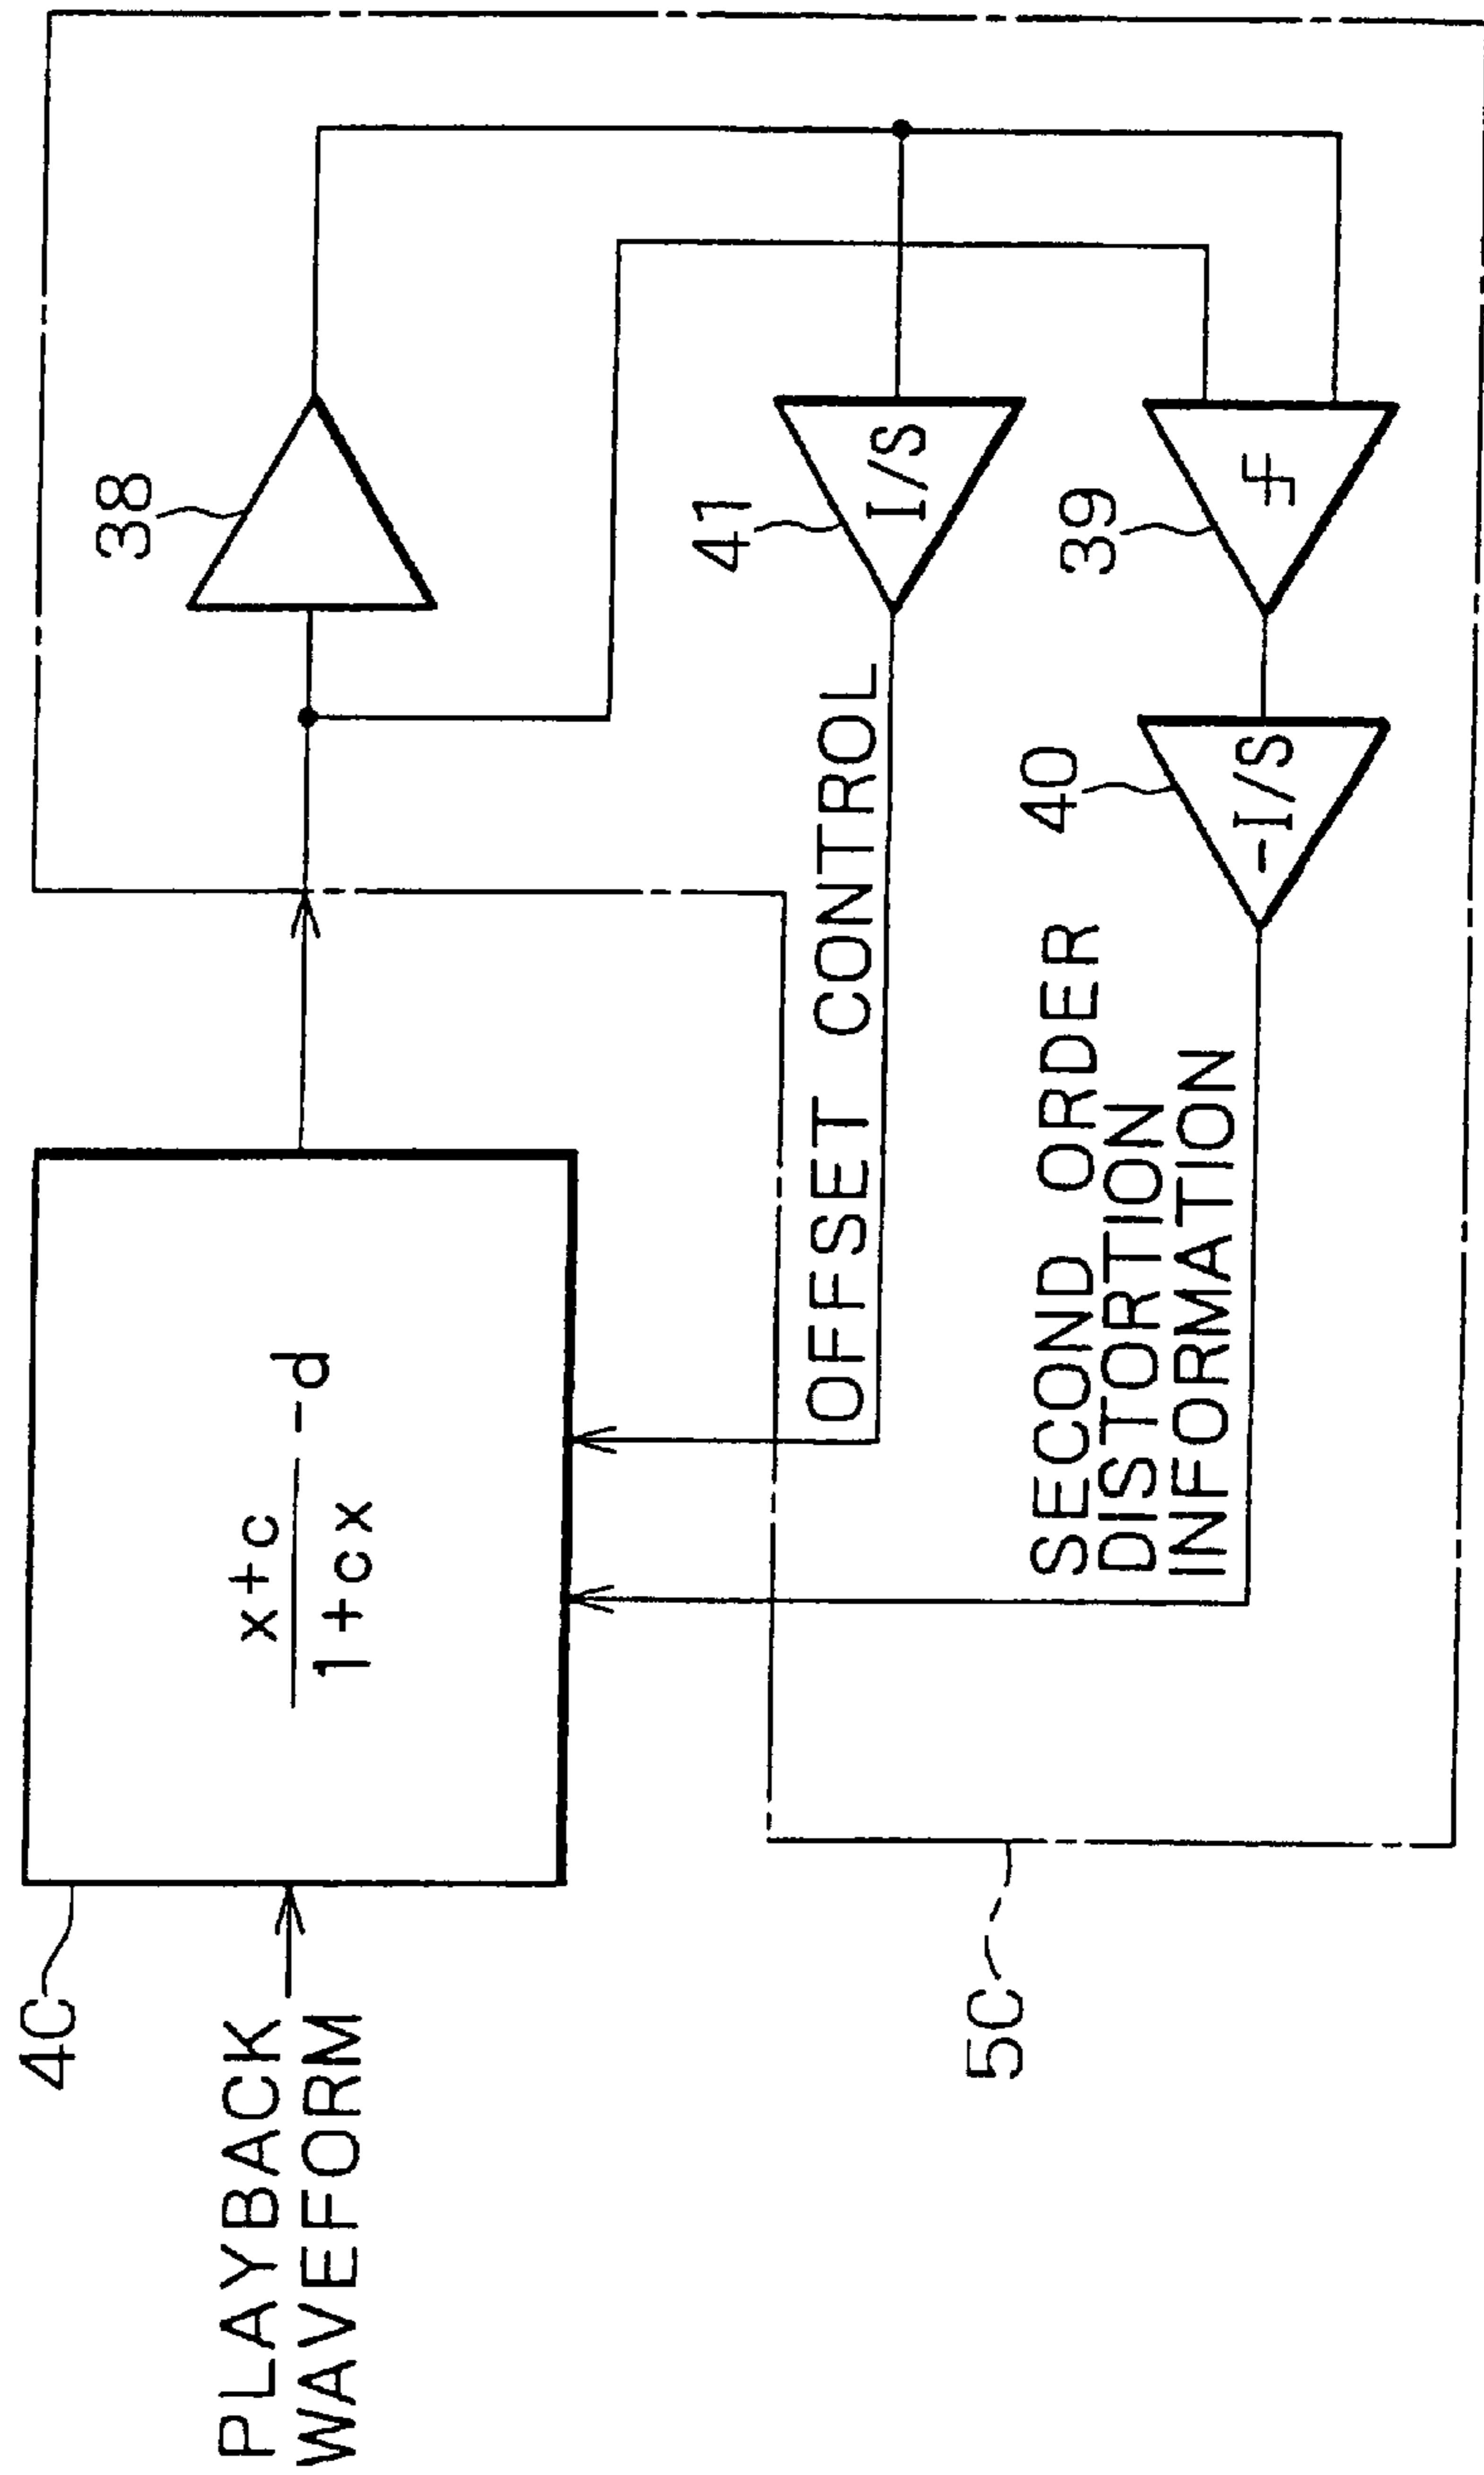 4C
PLAYBACK
WAVEFORM
x+c
1+cx
-d
38
41
I/S
39
40
-I/S
OFFSET CONTROL
SECOND ORDER
DISTORTION
INFORMATION
5C